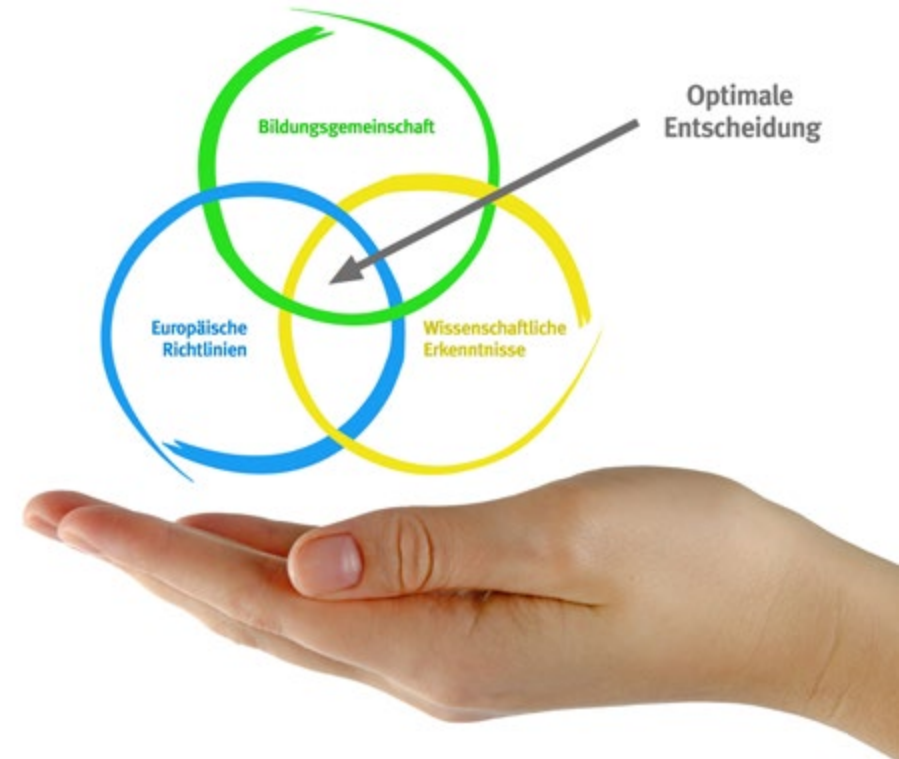 Bildungsgemeinschaft
Optimale
Entscheidung
Europäische
Richtlinien
Wissenschaftliche
Erkenntnisse